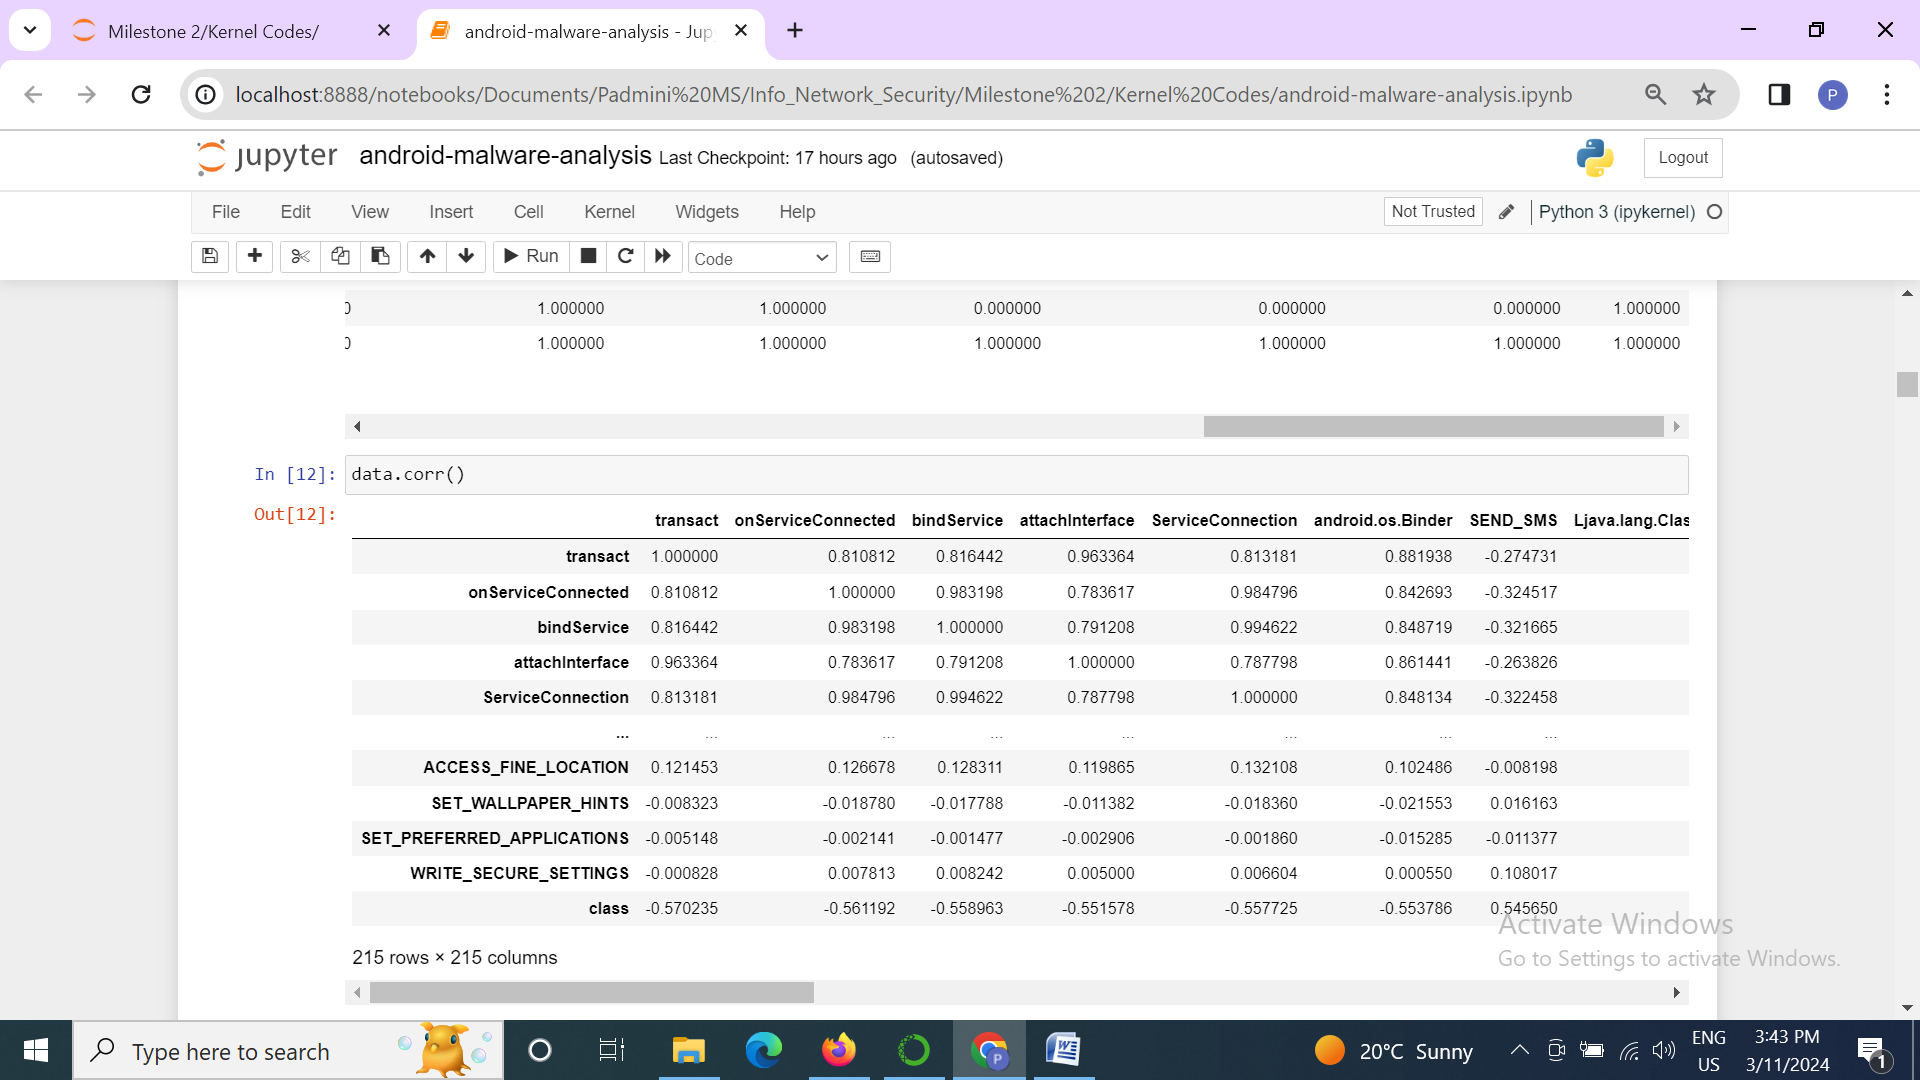 Milestone 2/Kernel Codes/
android-malware-analysis - Jup
localhost:8888/notebooks/Documents/Padmini%20MS/Info_Network_Security/Milestone%202/Kernel%20Codes/android-malware-analysis.ipynb
P
jupyter android-malware-analysis Last Checkpoint: 17 hours ago (autosaved)
Logout
File Edit View Insert Cell Kernel Widgets Help
Not Trusted Python 3 (ipykernel)
Run Code
0 1.000000 1.000000 0.000000 0.000000 0.000000 1.000000
0 1.000000 1.000000 1.000000 1.000000 1.000000 1.000000
In [12]: data.corr()
Out[12]:
transact onServiceConnected bindService attachInterface ServiceConnection android.os.Binder SEND_SMS Ljava.lang.Clas
transact 1.000000 0.810812 0.816442 0.963364 0.813181 0.881938 -0.274731
onServiceConnected 0.810812 1.000000 0.983198 0.783617 0.984796 0.842693 -0.324517
bindService 0.816442 0.983198 1.000000 0.791208 0.994622 0.848719 -0.321665
attachInterface 0.963364 0.783617 0.791208 1.000000 0.787798 0.861441 -0.263826
ServiceConnection 0.813181 0.984796 0.994622 0.787798 1.000000 0.848134 -0.322458
... ... ... ... ... ... ... ...
ACCESS_FINE_LOCATION 0.121453 0.126678 0.128311 0.119865 0.132108 0.102486 -0.008198
SET_WALLPAPER_HINTS -0.008323 -0.018780 -0.017788 -0.011382 -0.018360 -0.021553 0.016163
SET_PREFERRED_APPLICATIONS -0.005148 -0.002141 -0.001477 -0.002906 -0.001860 -0.015285 -0.011377
WRITE_SECURE_SETTINGS -0.000828 0.007813 0.008242 0.005000 0.006604 0.000550 0.108017
class -0.570235 -0.561192 -0.558963 -0.551578 -0.557725 -0.553786 0.545650
215 rows × 215 columns
Activate Windows
Go to Settings to activate Windows.
Type here to search
20°C Sunny
ENG
US
3:43 PM
3/11/2024
1